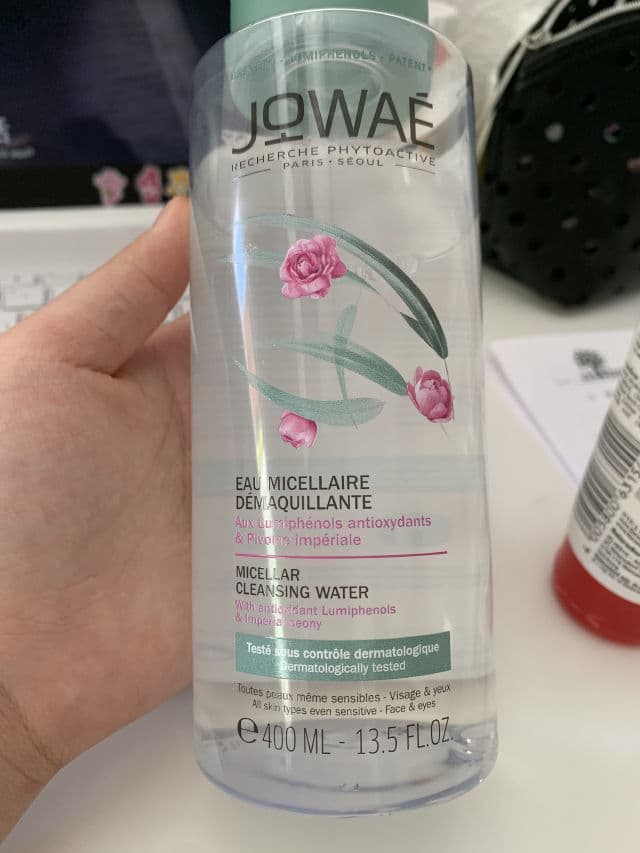 LUMIPHENOLS - PATENT
JOWAÉ
RECHERCHE PHYTOACTIVE
PARIS · SÉOUL
EAU MICELLAIRE
DÉMAQUILLANTE
Aux Lumiphénols antioxydants
& Pivoine impériale
MICELLAR
CLEANSING WATER
With antioxidant Lumiphenols
& Imperial Peony
Testé sous contrôle dermatologique
Dermatologically tested
Toutes peaux même sensibles - Visage & yeux
All skin types even sensitive - Face & eyes
℮ 400 ML - 13.5 FL.OZ.